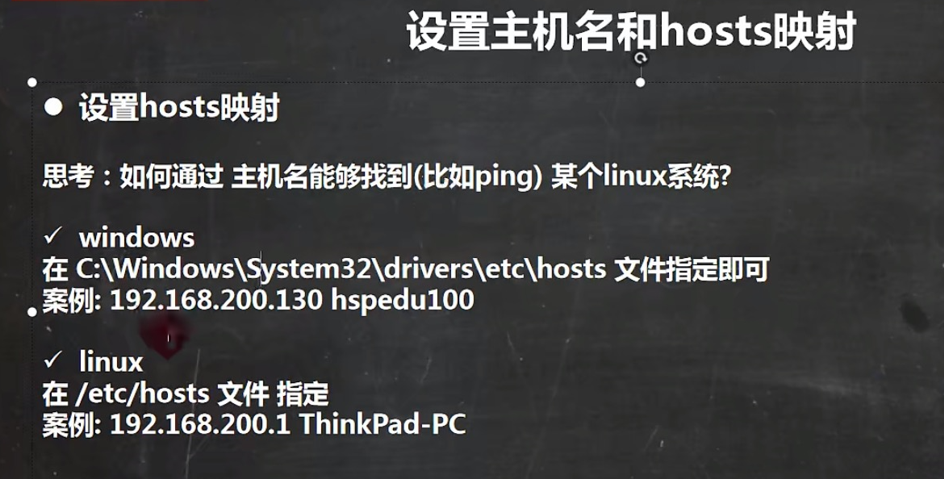 设置主机名和hosts映射
● 设置hosts映射
思考：如何通过 主机名能够找到(比如ping) 某个linux系统?
✓ windows
在 C:\Windows\System32\drivers\etc\hosts 文件指定即可
案例: 192.168.200.130 hspedu100
✓ linux
在 /etc/hosts 文件 指定
案例: 192.168.200.1 ThinkPad-PC